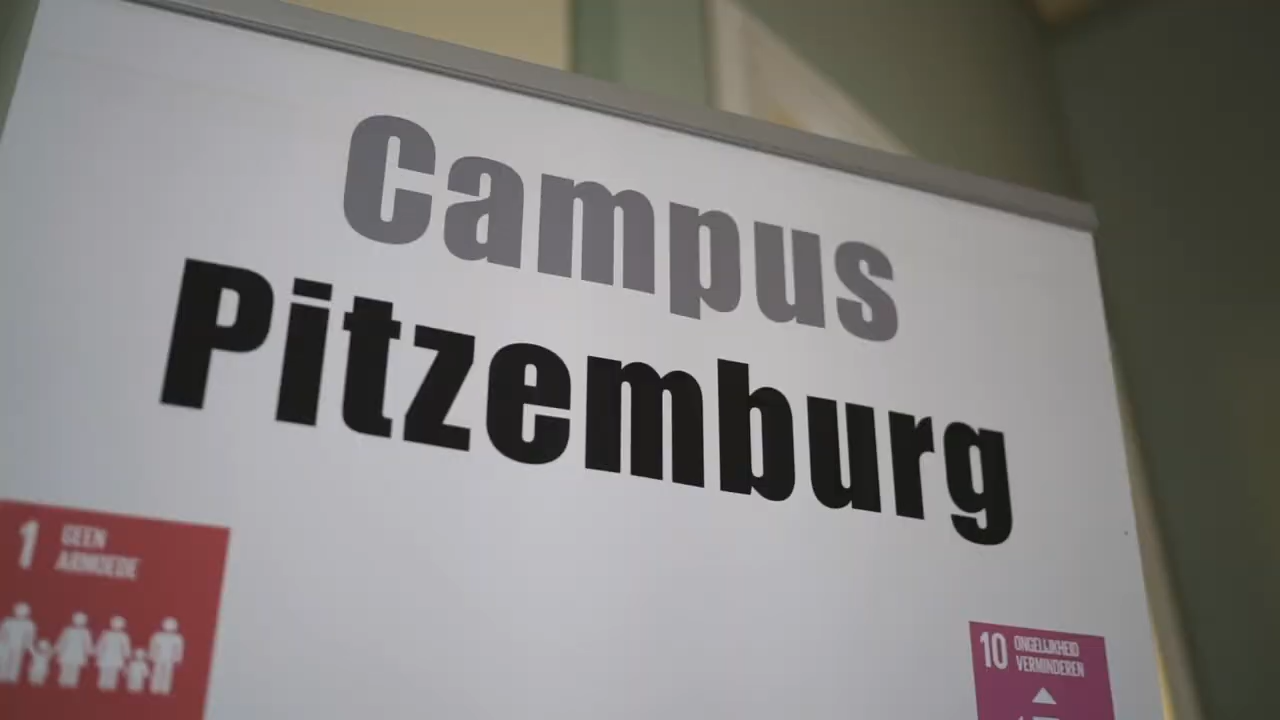 Campus
Pitzemburg
1 GEEN
ARMOEDE
10 ONGELIJKHEID
VERMINDEREN